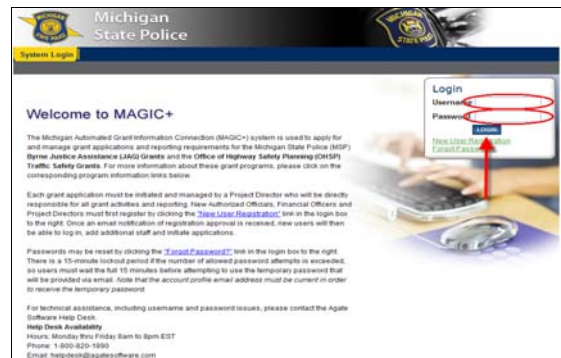 Michigan
State Police
System Login
Login
Username
Password
LOGIN
New User Registration
Forgot Password?
Welcome to MAGIC+
The Michigan Automated Grant Information Connection (MAGIC+) system is used to apply for
and manage grant applications and reporting requirements for the Michigan State Police (MSP)
Byrne Justice Assistance (JAG) Grants and the Office of Highway Safety Planning (OHSP)
Traffic Safety Grants. For more information about these grant programs, please click on the
corresponding program information links below.
Each grant application must be initiated and managed by a Project Director who will be directly
responsible for all grant activities and reporting. New Authorized Officials, Financial Officers and
Project Directors must first register by clicking the "New User Registration" link in the login box
to the right. Once an email notification of registration approval is received, new users will then
be able to log in, add additional staff and initiate applications.
Passwords may be reset by clicking the "Forgot Password?" link in the login box to the right.
There is a 15-minute lockout period if the number of allowed password attempts is exceeded,
so users must wait the full 15 minutes before attempting to use the temporary password that
will be provided via email. Note that the account profile email address must be current in order
to receive the temporary password.
For technical assistance, including username and password issues, please contact the Agate
Software Help Desk.
Help Desk Availability
Hours: Monday thru Friday 8am to 8pm EST
Phone: 1-800-820-1890
Email: helpdesk@agatesoftware.com